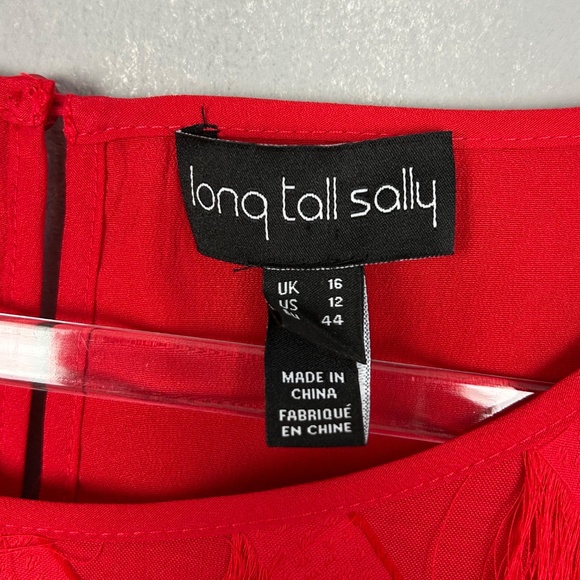 long tall sally
UK 16
US 12
44
MADE IN
CHINA
FABRIQUÉ
EN CHINE